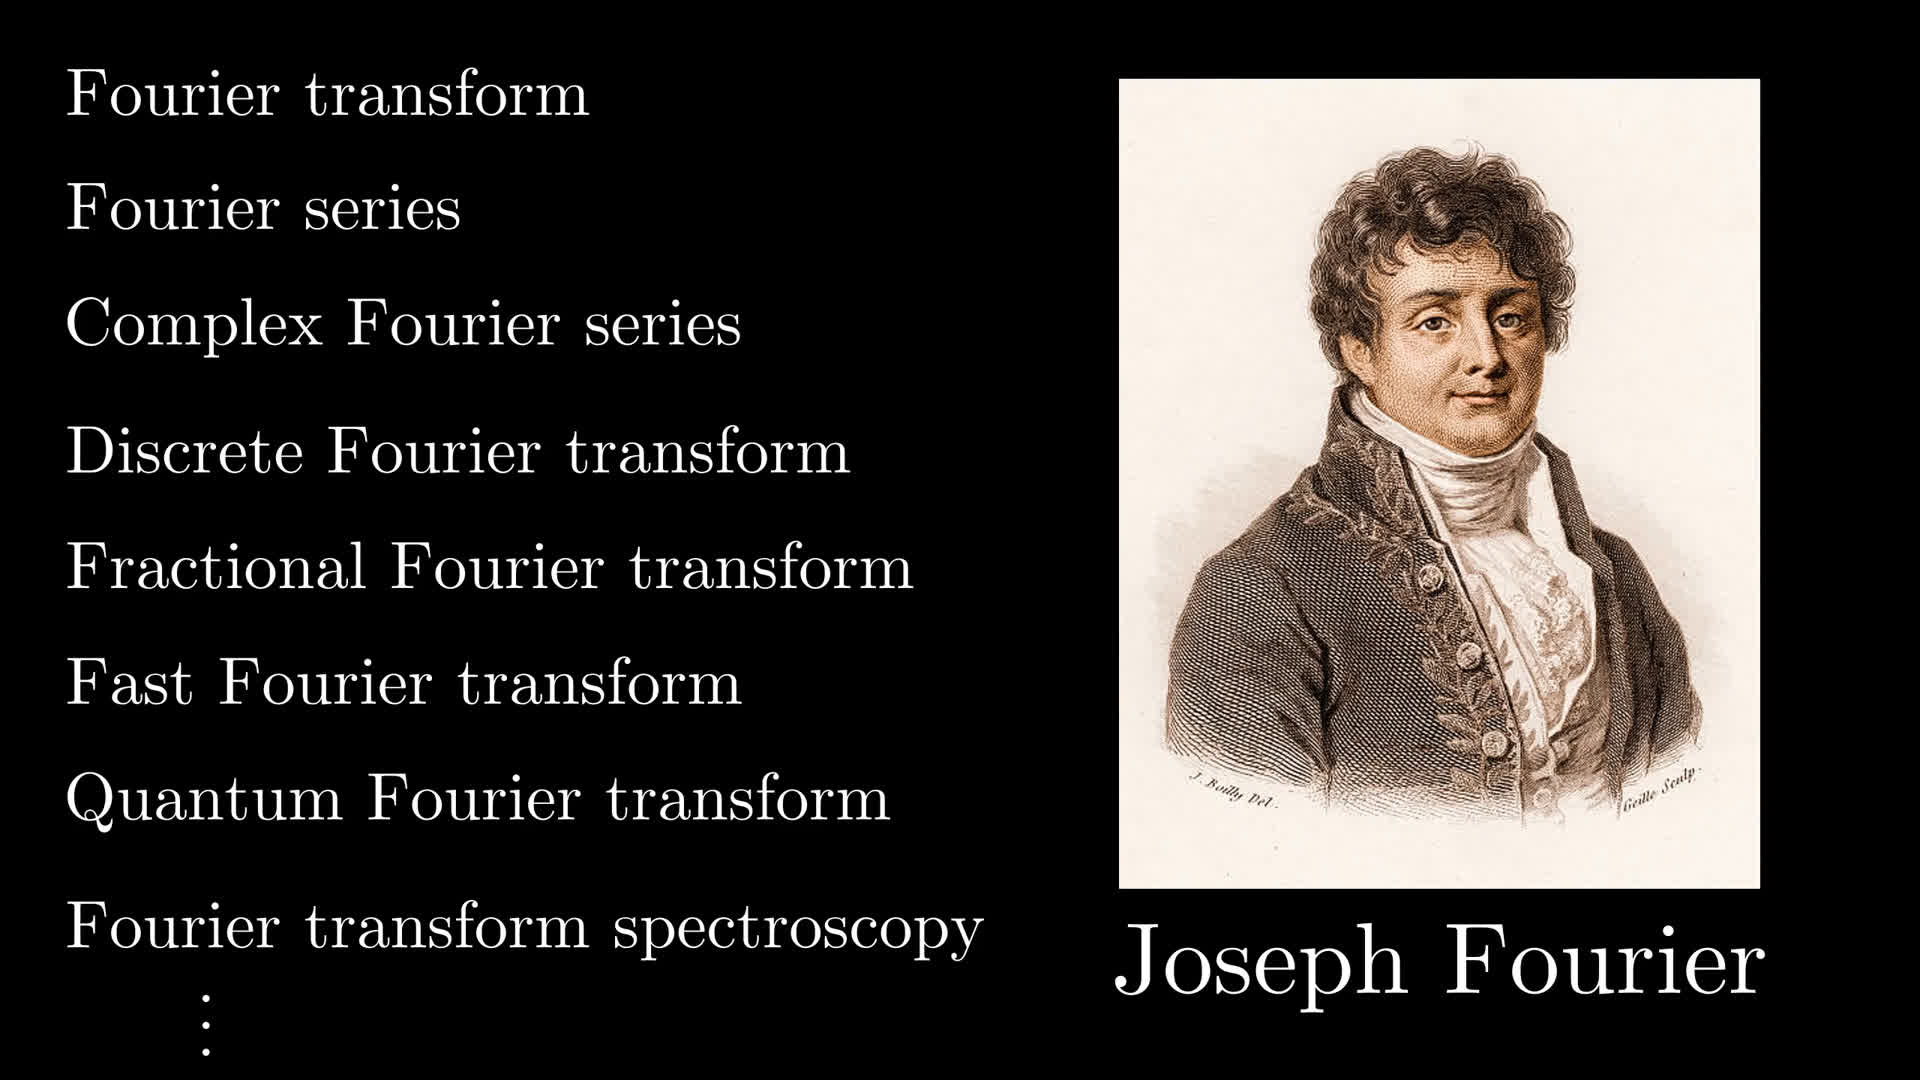 Fourier transform
Fourier series
Complex Fourier series
Discrete Fourier transform
Fractional Fourier transform
Fast Fourier transform
Quantum Fourier transform
Fourier transform spectroscopy
⋮
J. Boilly Del.
Geille Sculp.
Joseph Fourier